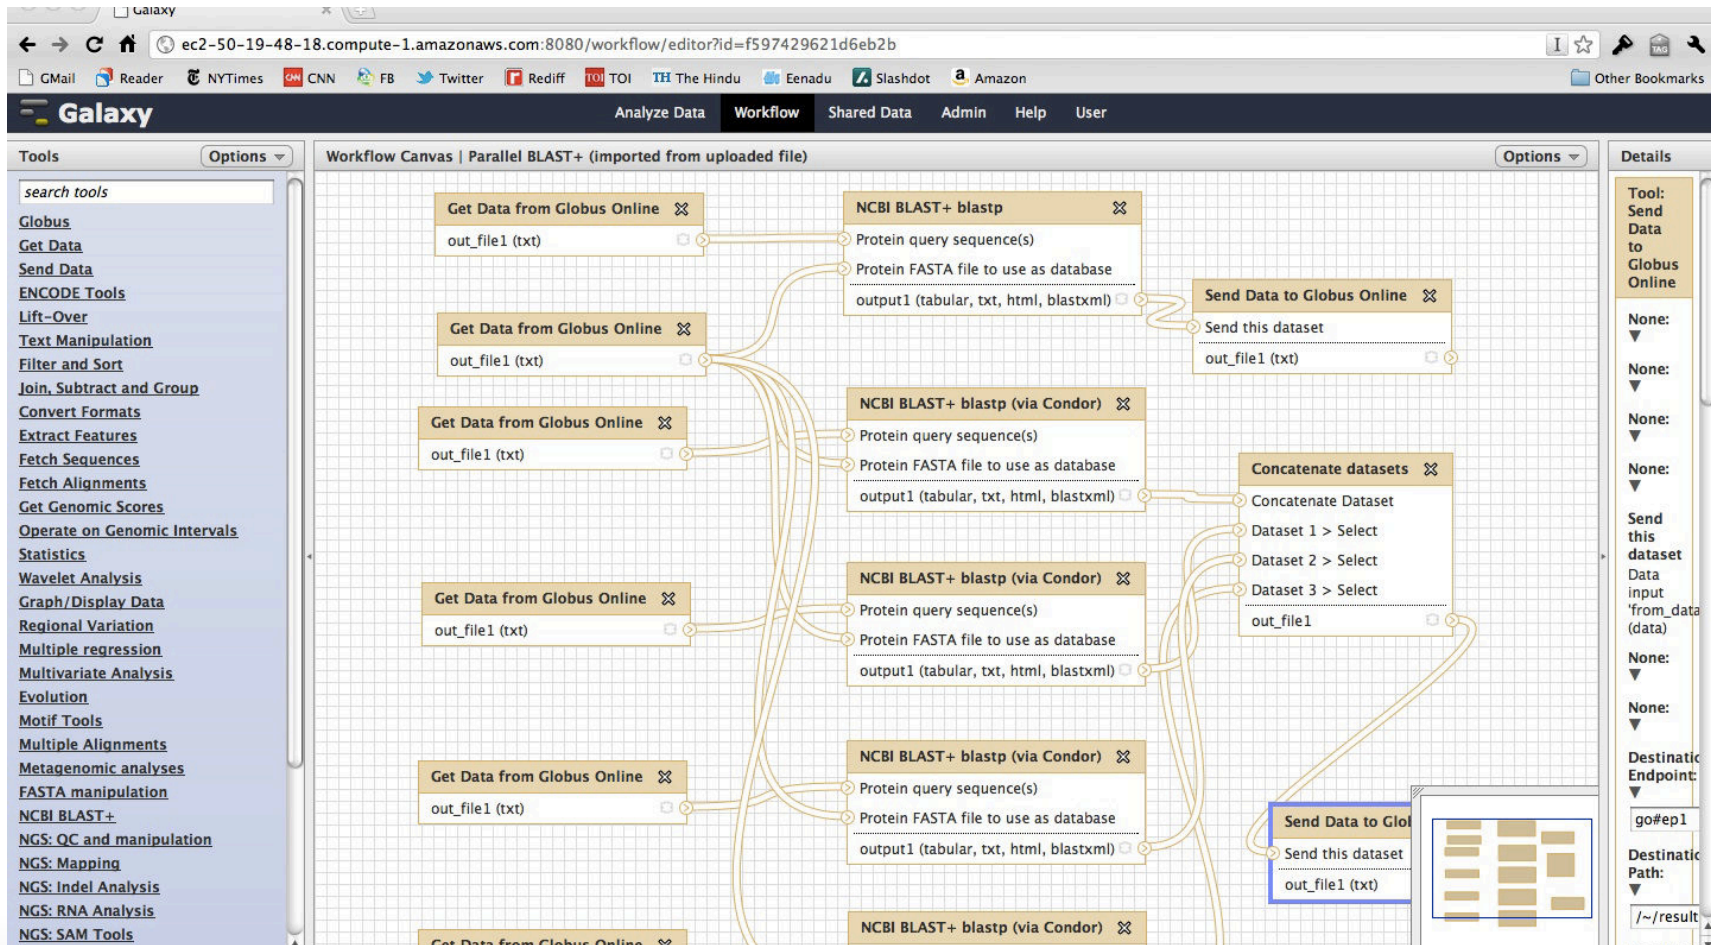 Galaxy
ec2-50-19-48-18.compute-1.amazonaws.com:8080/workflow/editor?id=f597429621d6eb2b
GMail Reader NYTimes CNN FB Twitter Rediff TOI TH The Hindu Eenadu Slashdot Amazon Other Bookmarks
Galaxy
Analyze Data Workflow Shared Data Admin Help User
Tools Options
search tools
Globus
Get Data
Send Data
ENCODE Tools
Lift-Over
Text Manipulation
Filter and Sort
Join, Subtract and Group
Convert Formats
Extract Features
Fetch Sequences
Fetch Alignments
Get Genomic Scores
Operate on Genomic Intervals
Statistics
Wavelet Analysis
Graph/Display Data
Regional Variation
Multiple regression
Multivariate Analysis
Evolution
Motif Tools
Multiple Alignments
Metagenomic analyses
FASTA manipulation
NCBI BLAST+
NGS: QC and manipulation
NGS: Mapping
NGS: Indel Analysis
NGS: RNA Analysis
NGS: SAM Tools
Workflow Canvas | Parallel BLAST+ (imported from uploaded file) Options
Get Data from Globus Online
out_file1 (txt)
Get Data from Globus Online
out_file1 (txt)
Get Data from Globus Online
out_file1 (txt)
Get Data from Globus Online
out_file1 (txt)
Get Data from Globus Online
out_file1 (txt)
Get Data from Globus Online
NCBI BLAST+ blastp
Protein query sequence(s)
Protein FASTA file to use as database
output1 (tabular, txt, html, blastxml)
NCBI BLAST+ blastp (via Condor)
Protein query sequence(s)
Protein FASTA file to use as database
output1 (tabular, txt, html, blastxml)
NCBI BLAST+ blastp (via Condor)
Protein query sequence(s)
Protein FASTA file to use as database
output1 (tabular, txt, html, blastxml)
NCBI BLAST+ blastp (via Condor)
Protein query sequence(s)
Protein FASTA file to use as database
output1 (tabular, txt, html, blastxml)
NCBI BLAST+ blastp (via Condor)
Send Data to Globus Online
Send this dataset
out_file1 (txt)
Concatenate datasets
Concatenate Dataset
Dataset 1 > Select
Dataset 2 > Select
Dataset 3 > Select
out_file1
Send Data to Glo
Send this dataset
out_file1 (txt)
Details
Tool:
Send
Data
to
Globus
Online
None:
None:
None:
None:
Send
this
dataset
Data
input
'from_data
(data)
None:
None:
Destinatio
Endpoint:
go#ep1
Destinatio
Path:
/~/result